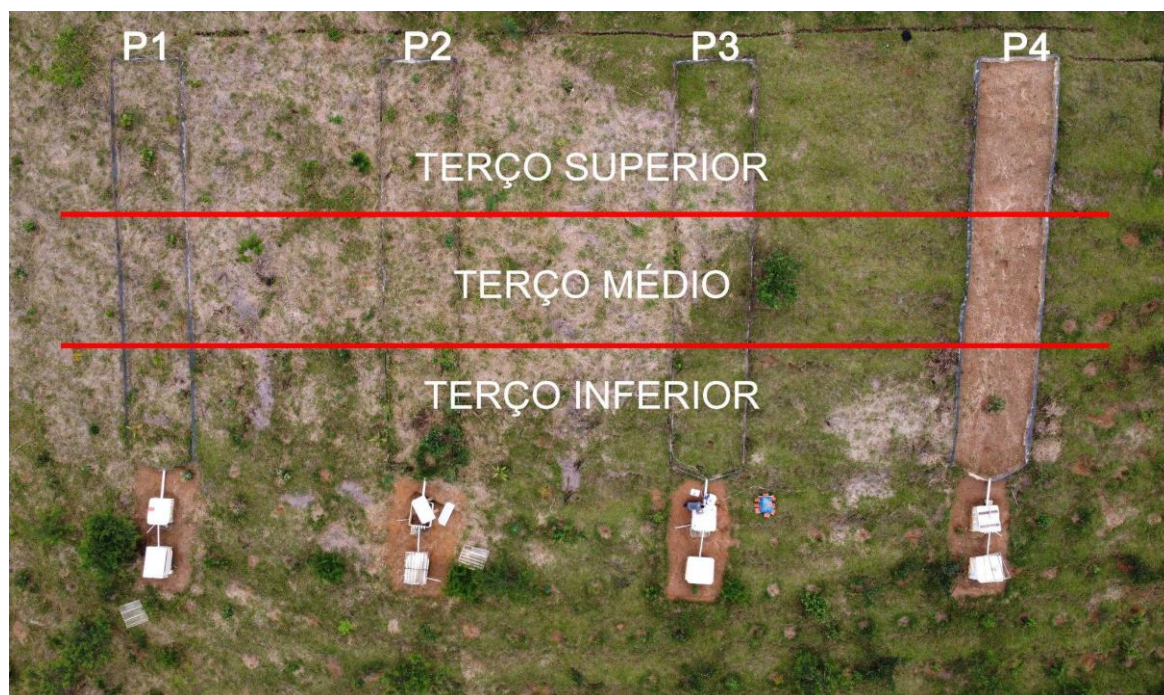 P1 P2 P3 P4
TERÇO SUPERIOR
TERÇO MÉDIO
TERÇO INFERIOR